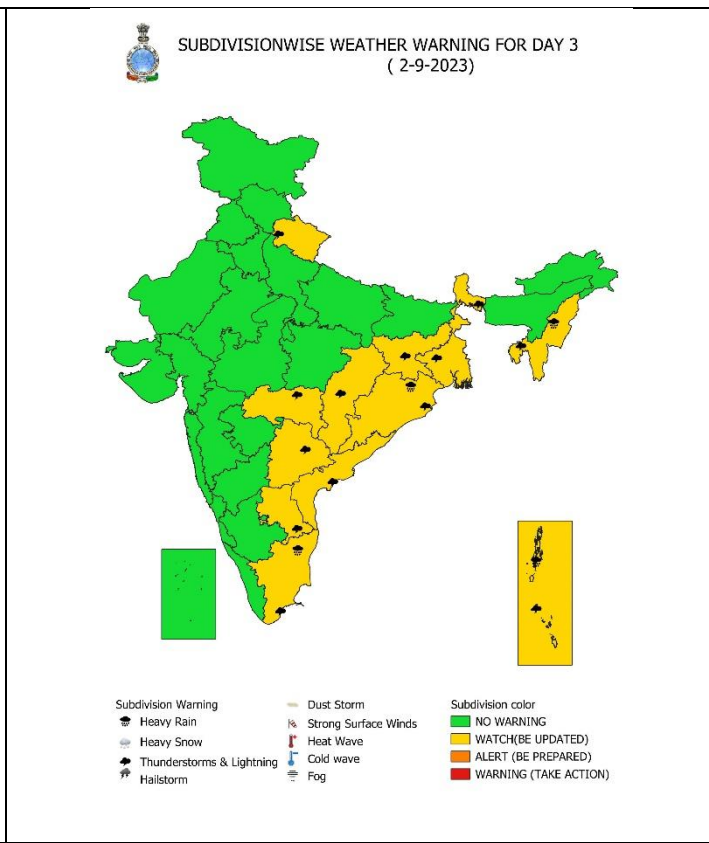 SUBDIVISIONWISE WEATHER WARNING FOR DAY 3
( 2-9-2023)
Subdivision Warning
Heavy Rain
Heavy Snow
Thunderstorms & Lightning
Hailstorm
Dust Storm
Strong Surface Winds
Heat Wave
Cold wave
Fog
Subdivision color
NO WARNING
WATCH(BE UPDATED)
ALERT (BE PREPARED)
WARNING (TAKE ACTION)